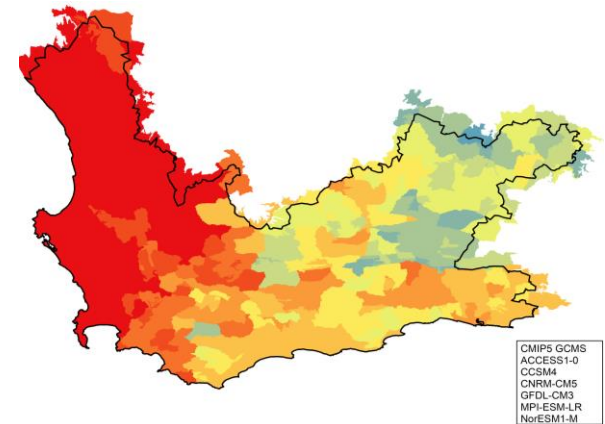 CMIP5 GCMS
ACCESS1-0
CCSM4
CNRM-CM5
GFDL-CM3
MPI-ESM-LR
NorESM1-M